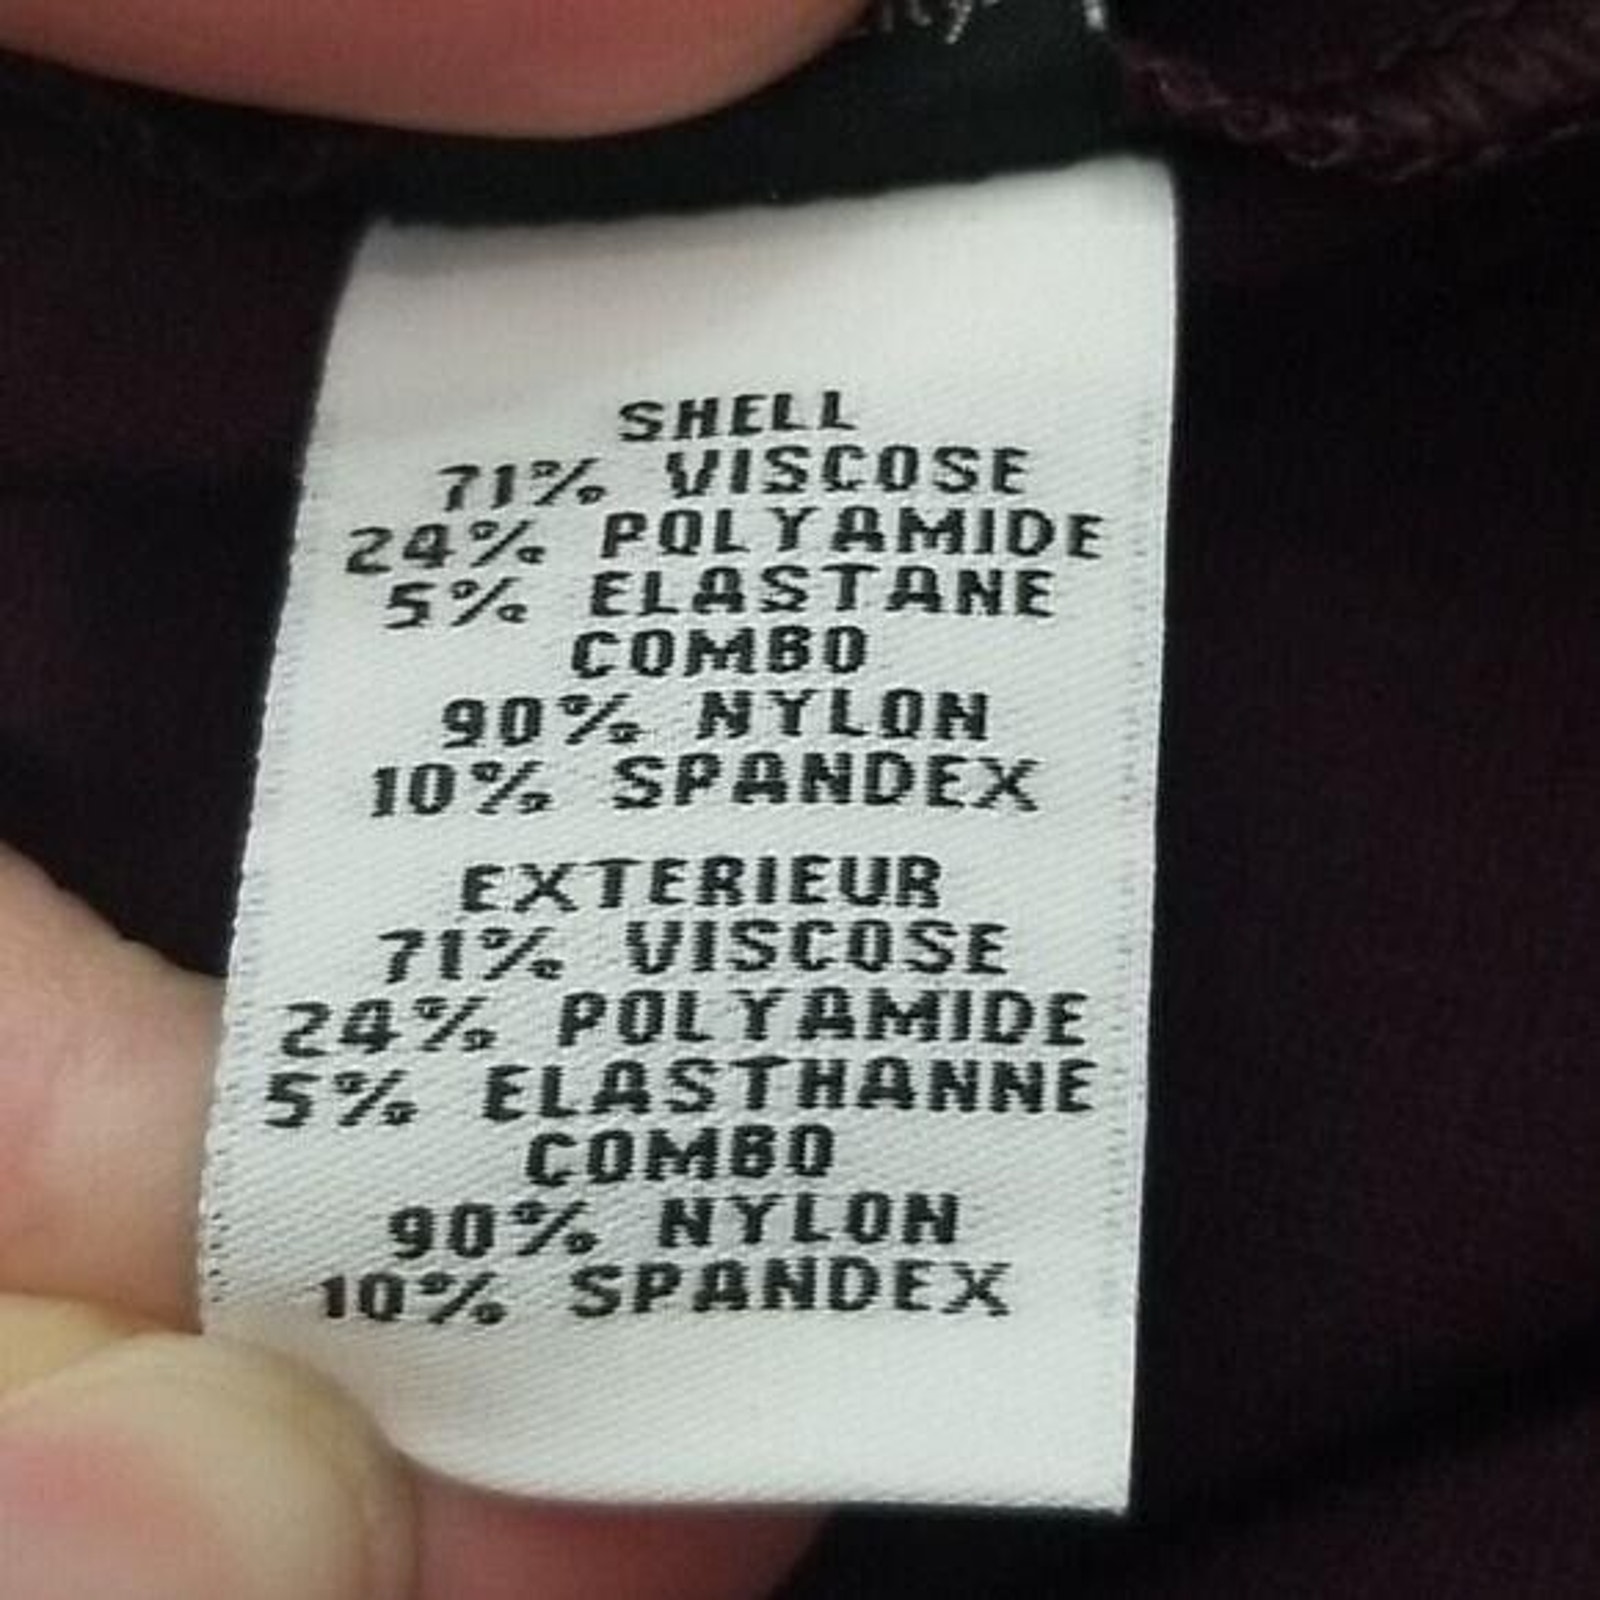 SHELL
71% VISCOSE
24% POLYAMIDE
5% ELASTANE
COMBO
90% NYLON
10% SPANDEX
EXTERIEUR
71% VISCOSE
24% POLYAMIDE
5% ELASTHANNE
COMBO
90% NYLON
10% SPANDEX